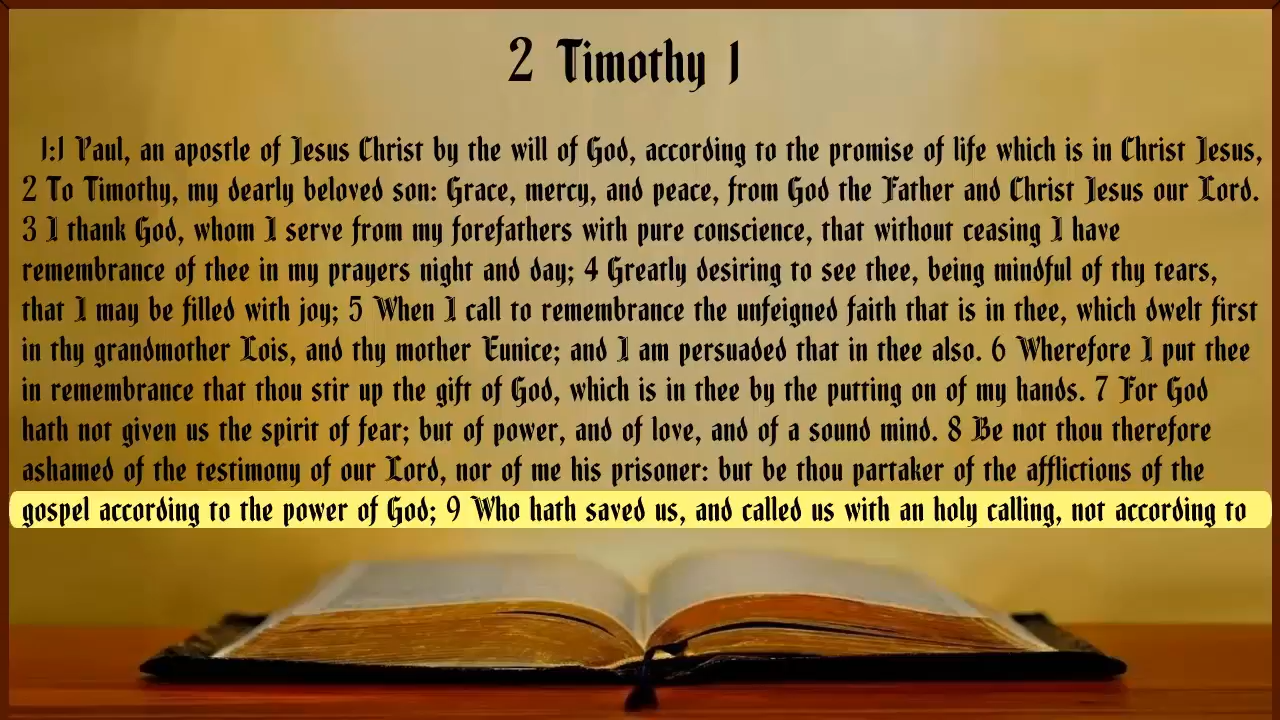 2 Timothy 1
1:1 Paul, an apostle of Jesus Christ by the will of God, according to the promise of life which is in Christ Jesus,
2 To Timothy, my dearly beloved son: Grace, mercy, and peace, from God the Father and Christ Jesus our Lord.
3 I thank God, whom I serve from my forefathers with pure conscience, that without ceasing I have
remembrance of thee in my prayers night and day; 4 Greatly desiring to see thee, being mindful of thy tears,
that I may be filled with joy; 5 When I call to remembrance the unfeigned faith that is in thee, which dwelt first
in thy grandmother Lois, and thy mother Eunice; and I am persuaded that in thee also. 6 Wherefore I put thee
in remembrance that thou stir up the gift of God, which is in thee by the putting on of my hands. 7 For God
hath not given us the spirit of fear; but of power, and of love, and of a sound mind. 8 Be not thou therefore
ashamed of the testimony of our Lord, nor of me his prisoner: but be thou partaker of the afflictions of the
gospel according to the power of God; 9 Who hath saved us, and called us with an holy calling, not according to